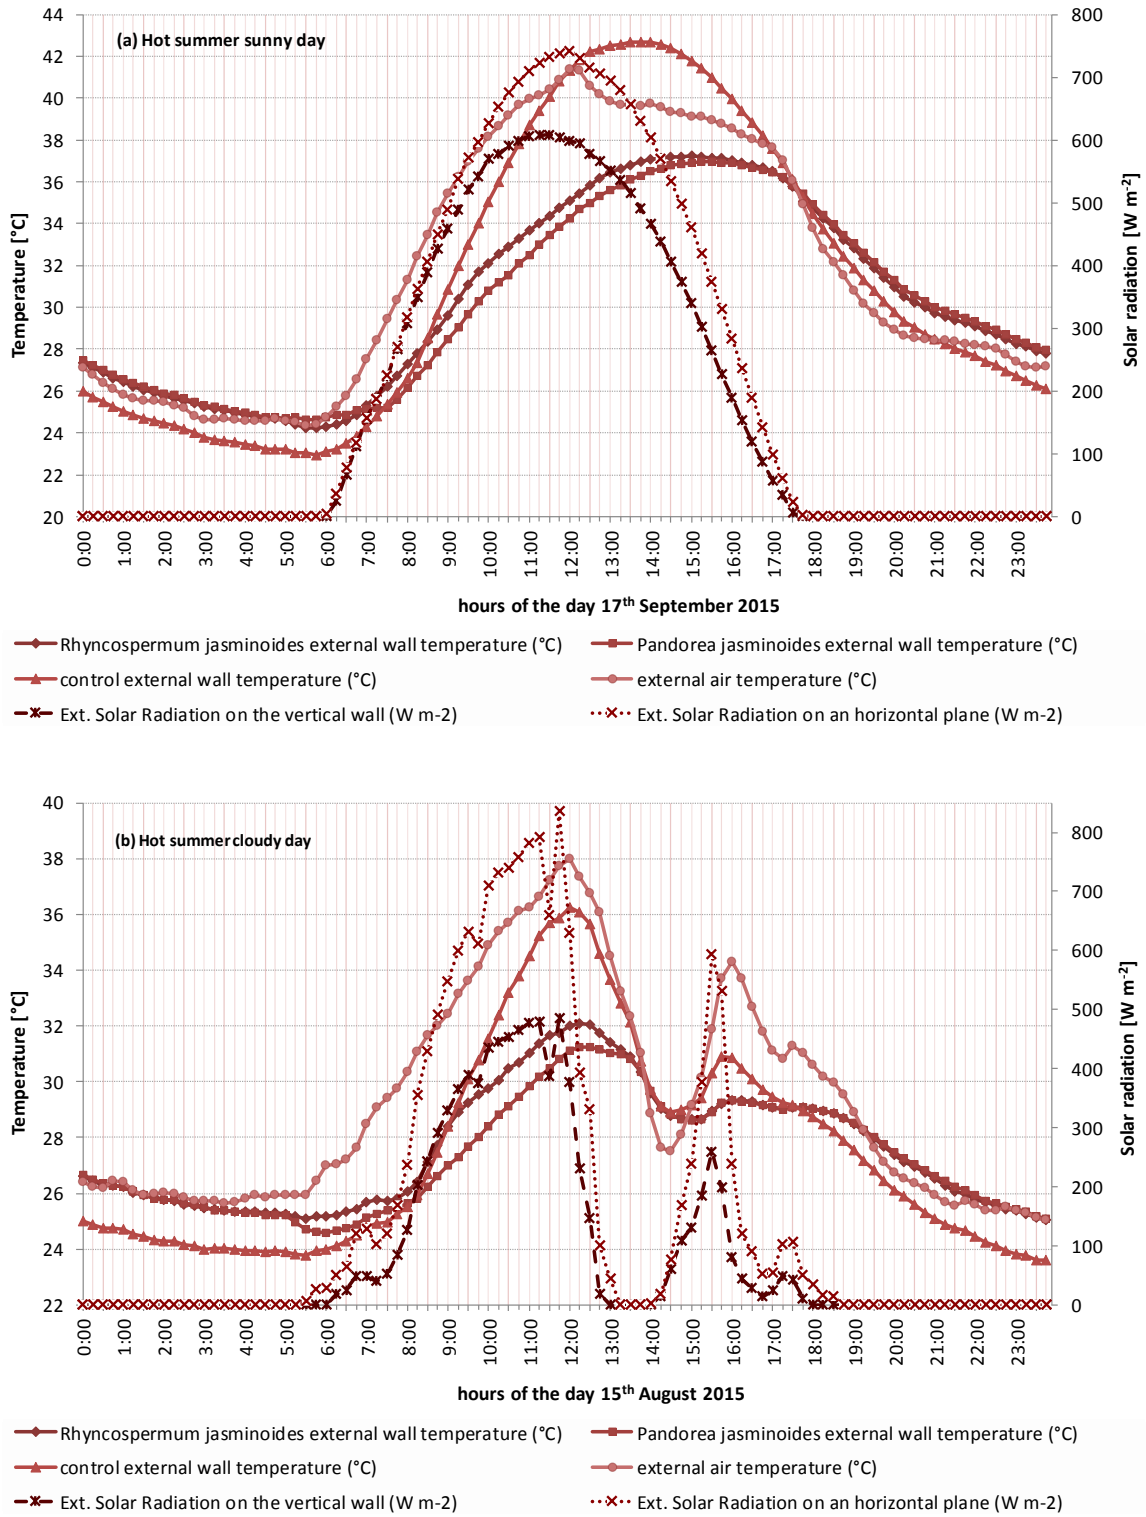 (a) Hot summer sunny day
Temperature [°C]
44
42
40
38
36
34
32
30
28
26
24
22
20
800
700
600
500
400
300
200
100
0
Solar radiation [W m-2]
0:00 1:00 2:00 3:00 4:00 5:00 6:00 7:00 8:00 9:00 10:00 11:00 12:00 13:00 14:00 15:00 16:00 17:00 18:00 19:00 20:00 21:00 22:00 23:00
hours of the day 17th September 2015
Rhyncospermum jasminoides external wall temperature (°C)
Pandorea jasminoides external wall temperature (°C)
control external wall temperature (°C)
external air temperature (°C)
Ext. Solar Radiation on the vertical wall (W m-2)
Ext. Solar Radiation on an horizontal plane (W m-2)
(b) Hot summer cloudy day
Temperature [°C]
40
38
36
34
32
30
28
26
24
22
800
700
600
500
400
300
200
100
0
Solar radiation [W m-2]
0:00 1:00 2:00 3:00 4:00 5:00 6:00 7:00 8:00 9:00 10:00 11:00 12:00 13:00 14:00 15:00 16:00 17:00 18:00 19:00 20:00 21:00 22:00 23:00
hours of the day 15th August 2015
Rhyncospermum jasminoides external wall temperature (°C)
Pandorea jasminoides external wall temperature (°C)
control external wall temperature (°C)
external air temperature (°C)
Ext. Solar Radiation on the vertical wall (W m-2)
Ext. Solar Radiation on an horizontal plane (W m-2)